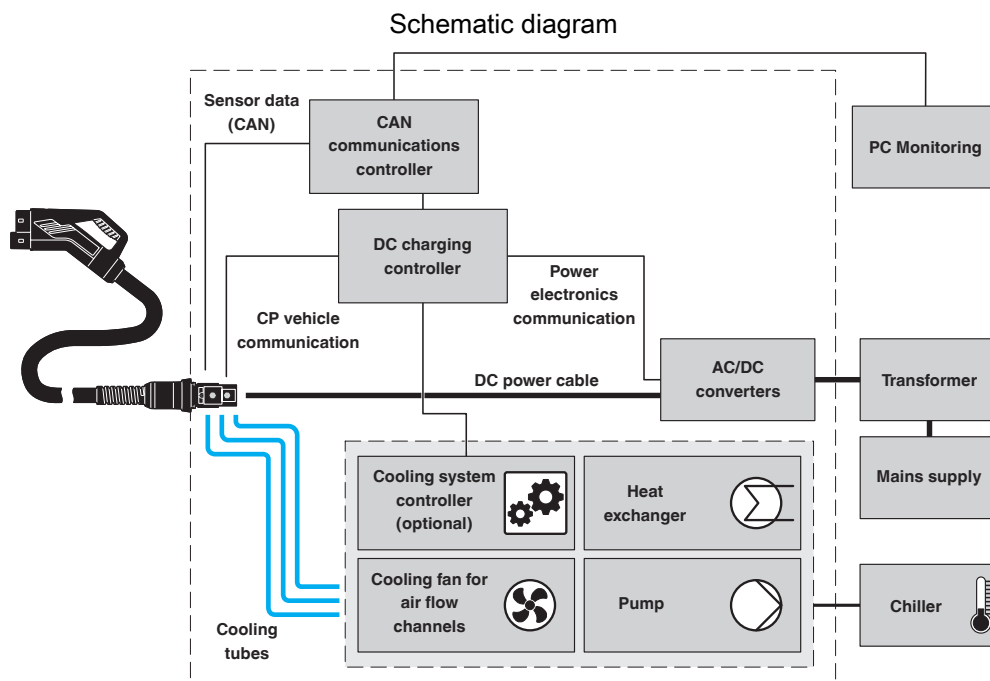 Schematic diagram
Sensor data
(CAN)
CAN
communications
controller
PC Monitoring
DC charging
controller
Power
electronics
communication
CP vehicle
communication
DC power cable
AC/DC
converters
Transformer
Mains supply
Cooling system
controller
(optional)
Heat
exchanger
Cooling fan for
air flow
channels
Pump
Chiller
Cooling
tubes